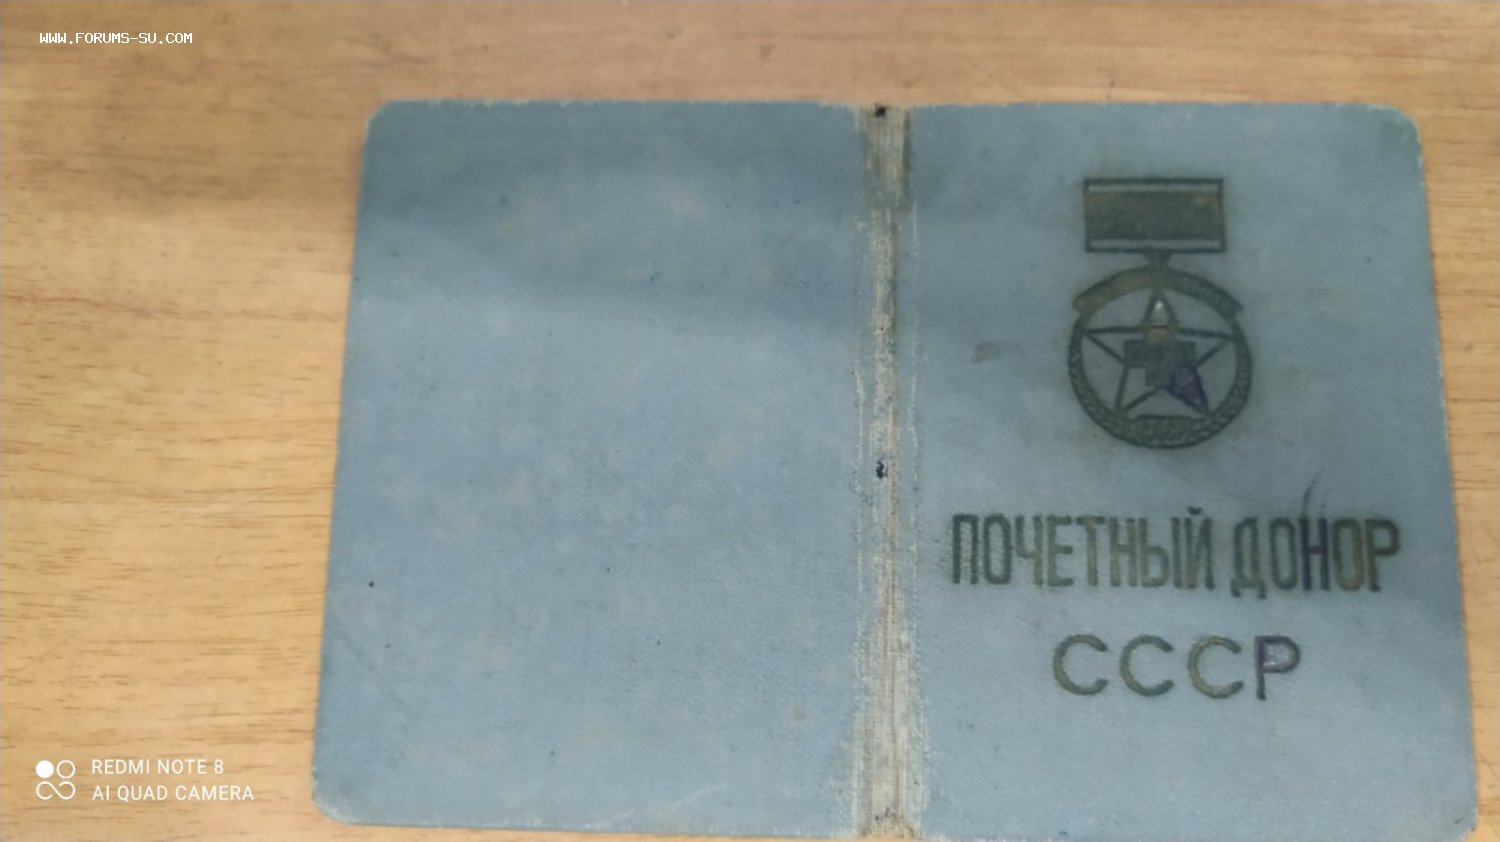 WWW.FORUMS-SU.COM
ПОЧЕТНЫЙ ДОНОР
СССР
REDMI NOTE 8
AI QUAD CAMERA